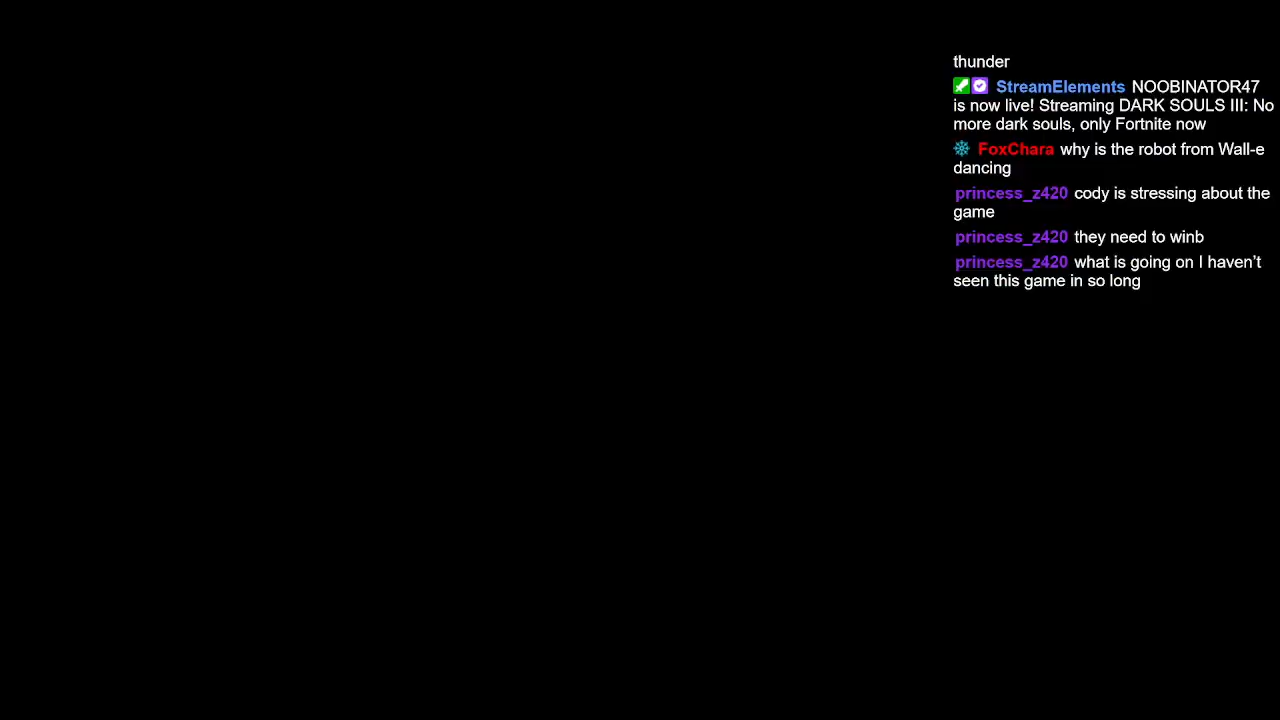 thunder
StreamElements NOOBINATOR47
is now live! Streaming DARK SOULS III: No
more dark souls, only Fortnite now
FoxChara why is the robot from Wall-e
dancing
princess_z420 cody is stressing about the
game
princess_z420 they need to winb
princess_z420 what is going on I haven't
seen this game in so long